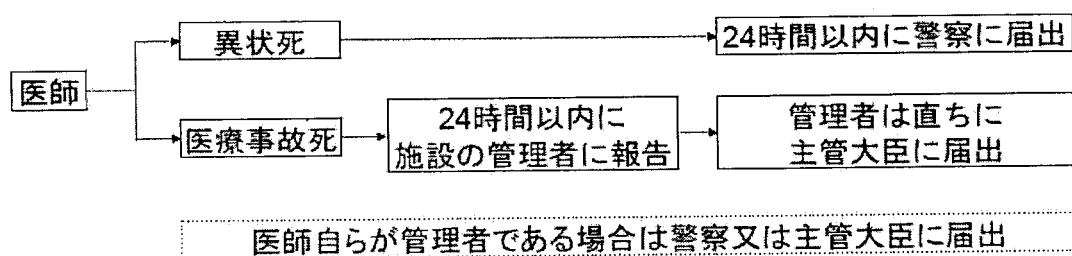 異状死
24時間以内に警察に届出
医師
医療事故死
24時間以内に
施設の管理者に報告
管理者は直ちに
主管大臣に届出
医師自らが管理者である場合は警察又は主管大臣に届出